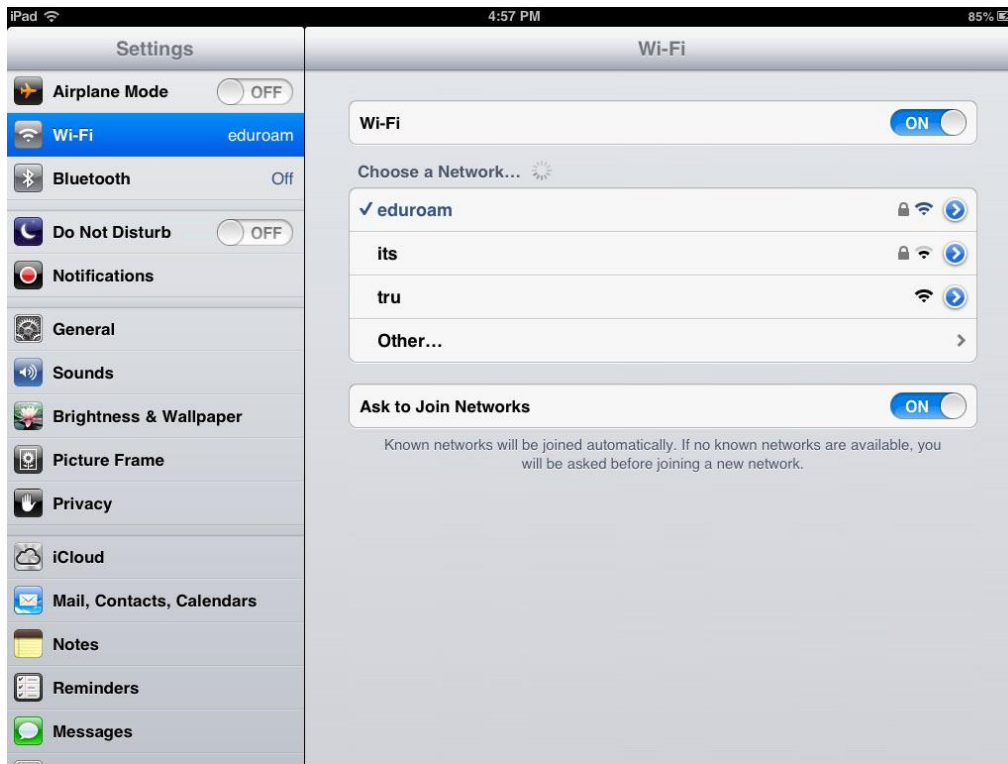 iPad 4:57 PM 85%
Settings
Wi-Fi
Airplane Mode OFF
Wi-Fi eduroam
Bluetooth Off
Do Not Disturb OFF
Notifications
General
Sounds
Brightness & Wallpaper
Picture Frame
Privacy
iCloud
Mail, Contacts, Calendars
Notes
Reminders
Messages
Wi-Fi ON
Choose a Network...
eduroam
its
tru
Other...
Ask to Join Networks ON
Known networks will be joined automatically. If no known networks are available, you
will be asked before joining a new network.